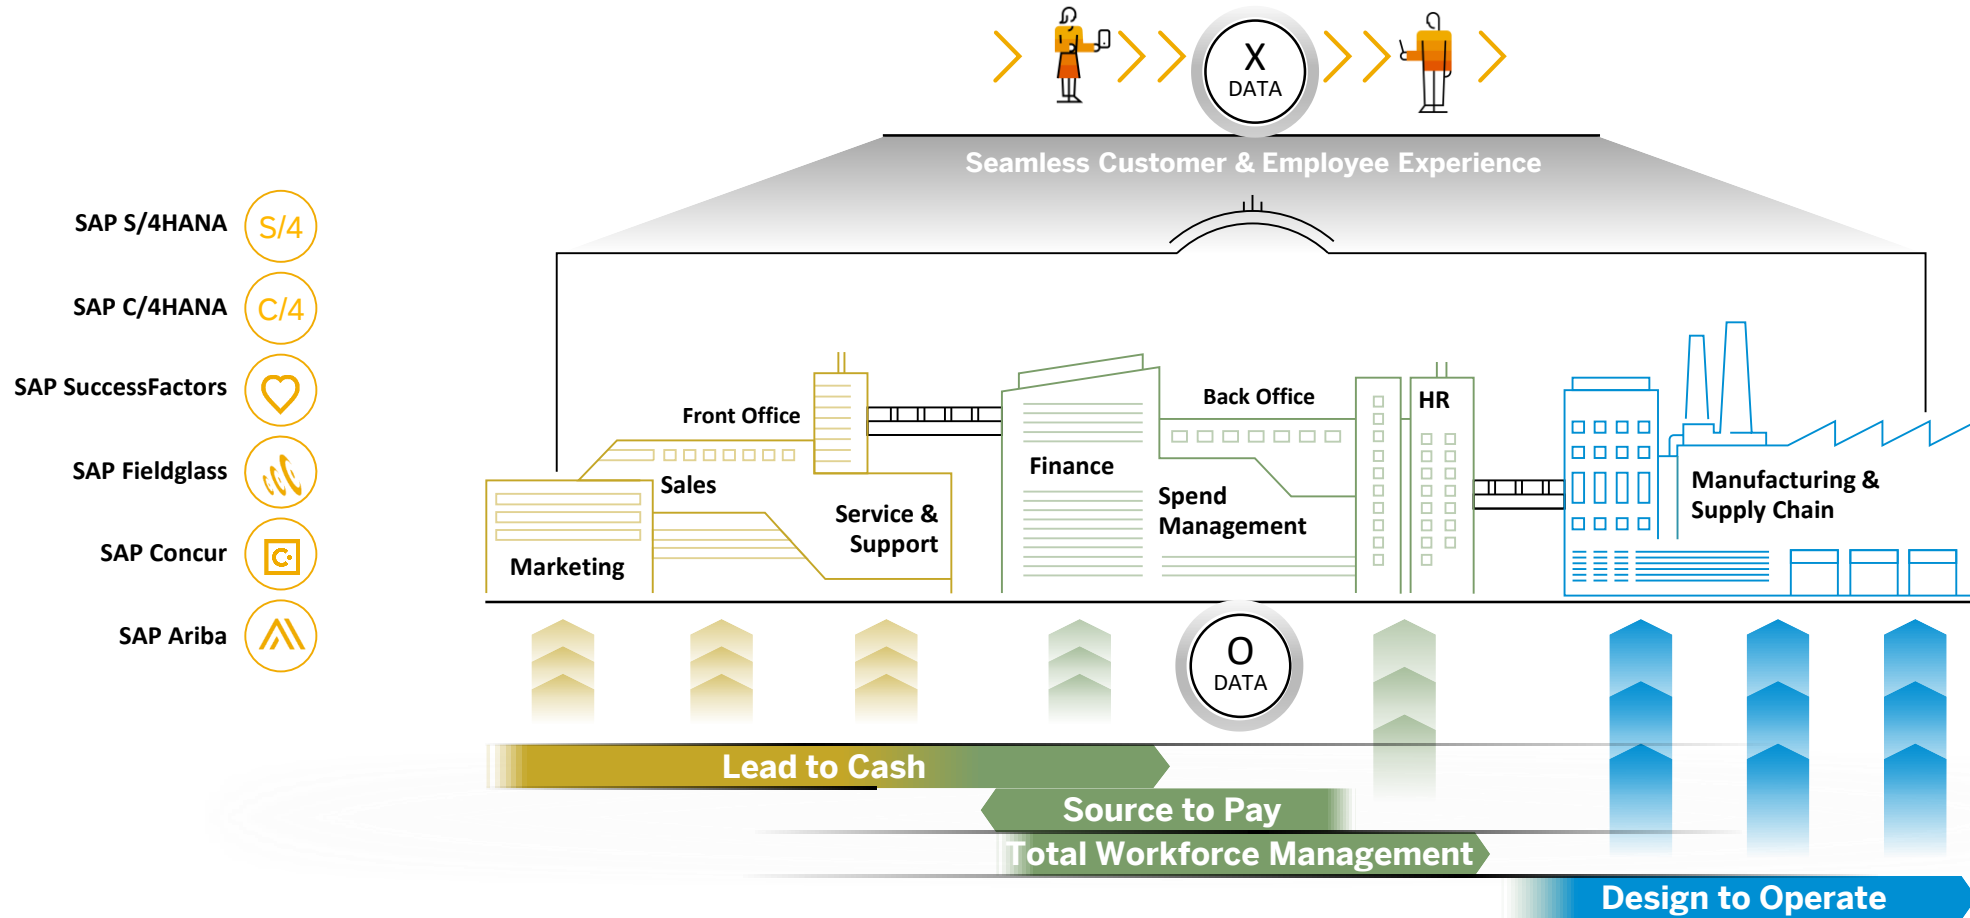 X
DATA
Seamless Customer & Employee Experience
SAP S/4HANA
S/4
SAP C/4HANA
C/4
SAP SuccessFactors
SAP Fieldglass
SAP Concur
C.
SAP Ariba
Front Office
Sales
Service &
Support
Marketing
Back Office
HR
Finance
Spend
Management
Manufacturing &
Supply Chain
O
DATA
Lead to Cash
Source to Pay
Total Workforce Management
Design to Operate